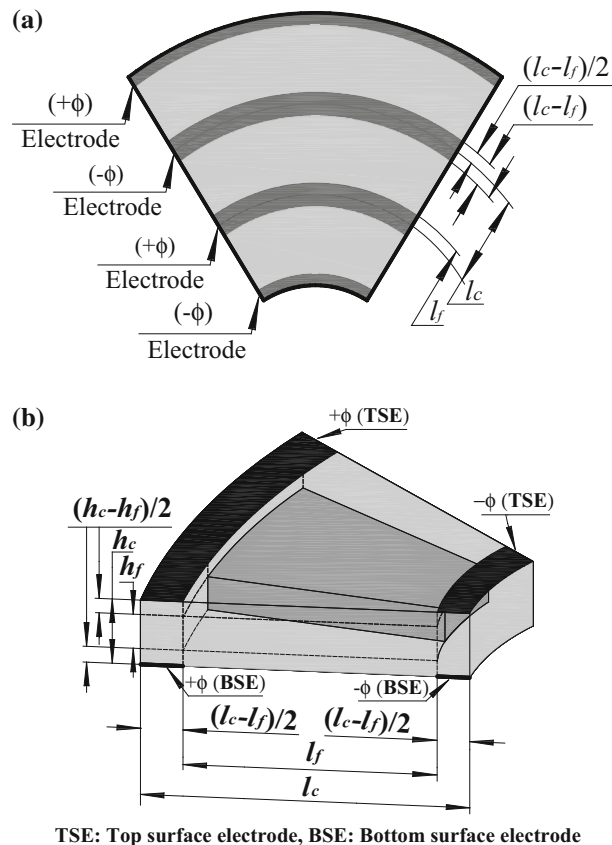 (a)
(+ϕ)
Electrode
(-ϕ)
Electrode
(+ϕ)
Electrode
(-ϕ)
Electrode
(lc-lf)/2
(lc-lf)
lf
lc
(b)
+ϕ (TSE)
−ϕ (TSE)
(hc-hf)/2
hc
hf
+ϕ (BSE)
-ϕ (BSE)
(lc-lf)/2
(lc-lf)/2
lf
lc
TSE: Top surface electrode, BSE: Bottom surface electrode